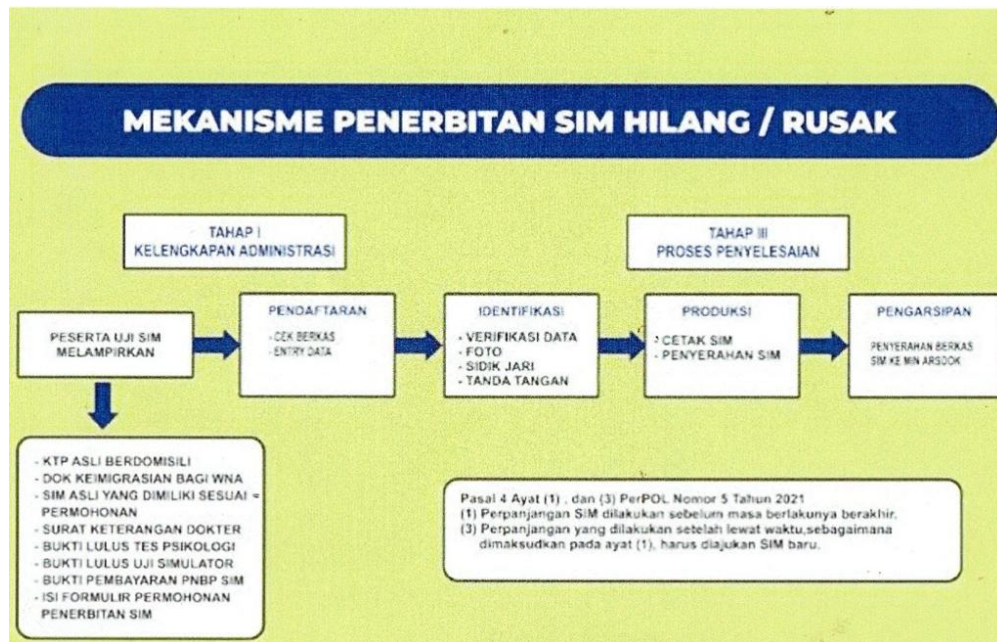 MEKANISME PENERBITAN SIM HILANG / RUSAK
TAHAP I
KELENGKAPAN ADMINISTRASI
TAHAP III
PROSES PENYELESAIAN
PESERTA UJI SIM
MELAMPIRKAN
PENDAFTARAN
- CEK BERKAS
- ENTRY DATA
IDENTIFIKASI
- VERIFIKASI DATA
- FOTO
- SIDIK JARI
- TANDA TANGAN
PRODUKSI
- CETAK SIM
- PENYERAHAN SIM
PENGARSIPAN
PENYERAHAN BERKAS
SIM KE MIN ARSDOK
- KTP ASLI BERDOMISILI
- DOK KEIMIGRASIAN BAGI WNA
- SIM ASLI YANG DIMILIKI SESUAI =
PERMOHONAN
- SURAT KETERANGAN DOKTER
- BUKTI LULUS TES PSIKOLOGI
- BUKTI LULUS UJI SIMULATOR
- BUKTI PEMBAYARAN PNBP SIM
- ISI FORMULIR PERMOHONAN
PENERBITAN SIM
Pasal 4 Ayat (1) , dan (3) PerPOL Nomor 5 Tahun 2021
(1) Perpanjangan SIM dilakukan sebelum masa berlakunya berakhir.
(3) Perpanjangan yang dilakukan setelah lewat waktu,sebagaimana
dimaksudkan pada ayat (1), harus diajukan SIM baru.